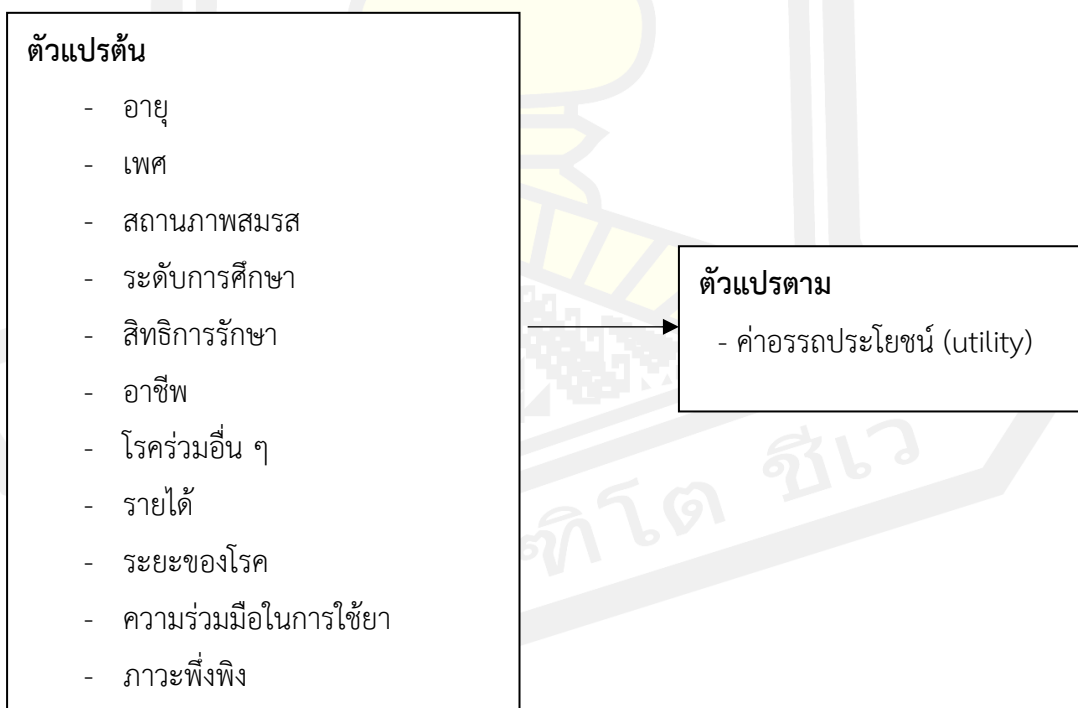 ตัวแปรต้น
- อายุ
- เพศ
- สถานภาพสมรส
- ระดับการศึกษา
- สิทธิการรักษา
- อาชีพ
- โรคร่วมอื่น ๆ
- รายได้
- ระยะของโรค
- ความร่วมมือในการใช้ยา
- ภาวะพึ่งพิง
ตัวแปรตาม
- ค่าอรรถประโยชน์ (utility)
ฑิโต ชีเว